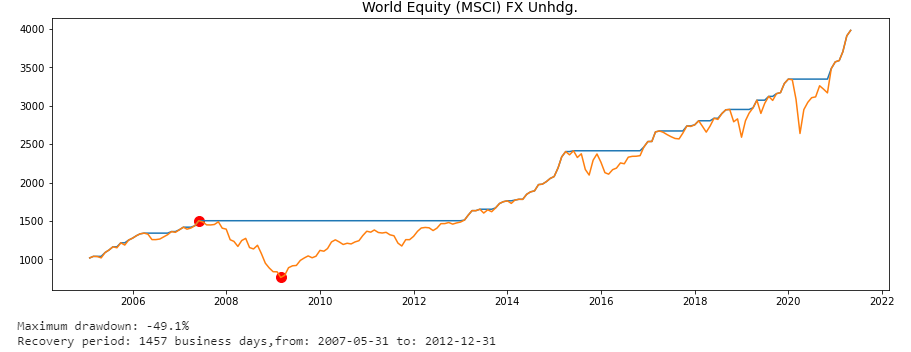 World Equity (MSCI) FX Unhdg.
4000
3500
3000
2500
2000
1500
1000
2006 2008 2010 2012 2014 2016 2018 2020 2022
Maximum drawdown: -49.1%
Recovery period: 1457 business days,from: 2007-05-31 to: 2012-12-31